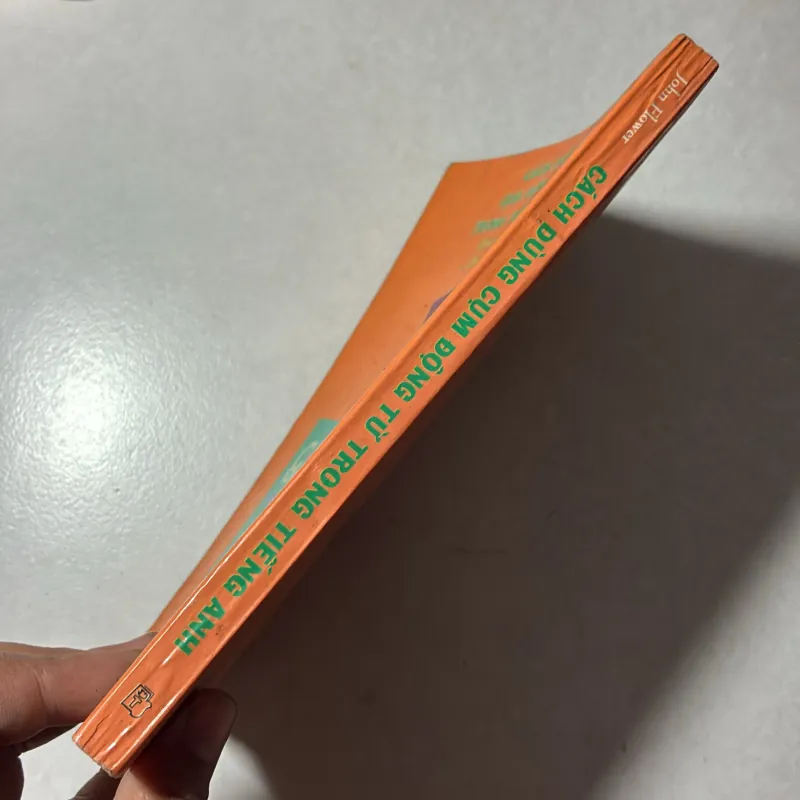 John Flower
CÁCH DÙNG CỤM ĐỘNG TỪ TRONG TIẾNG ANH